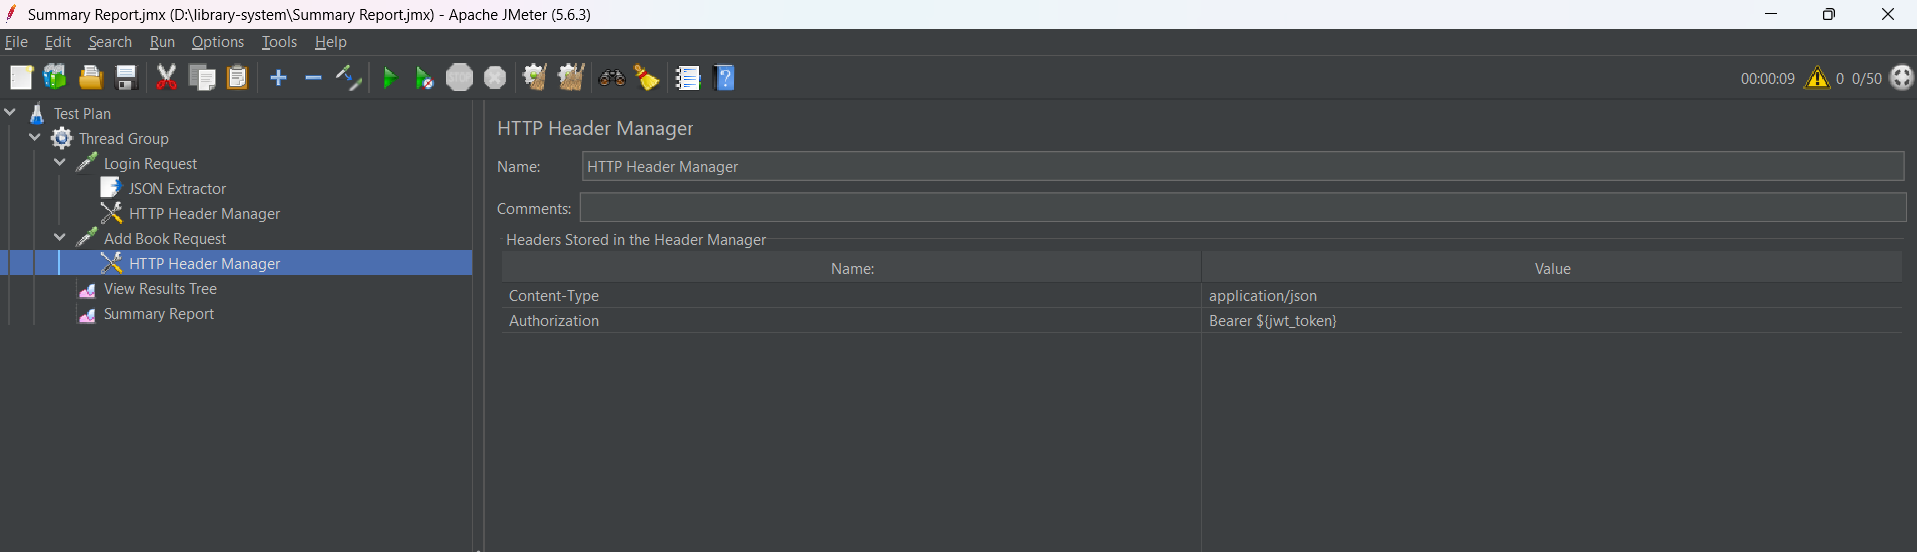 Summary Report.jmx (D:\library-system\Summary Report.jmx) - Apache JMeter (5.6.3)
File Edit Search Run Options Tools Help
STOP
?
00:00:09 0 0/50
Test Plan
Thread Group
Login Request
JSON Extractor
HTTP Header Manager
Add Book Request
HTTP Header Manager
View Results Tree
Summary Report
HTTP Header Manager
Name: HTTP Header Manager
Comments:
Headers Stored in the Header Manager
Name: Value
Content-Type application/json
Authorization Bearer ${jwt_token}